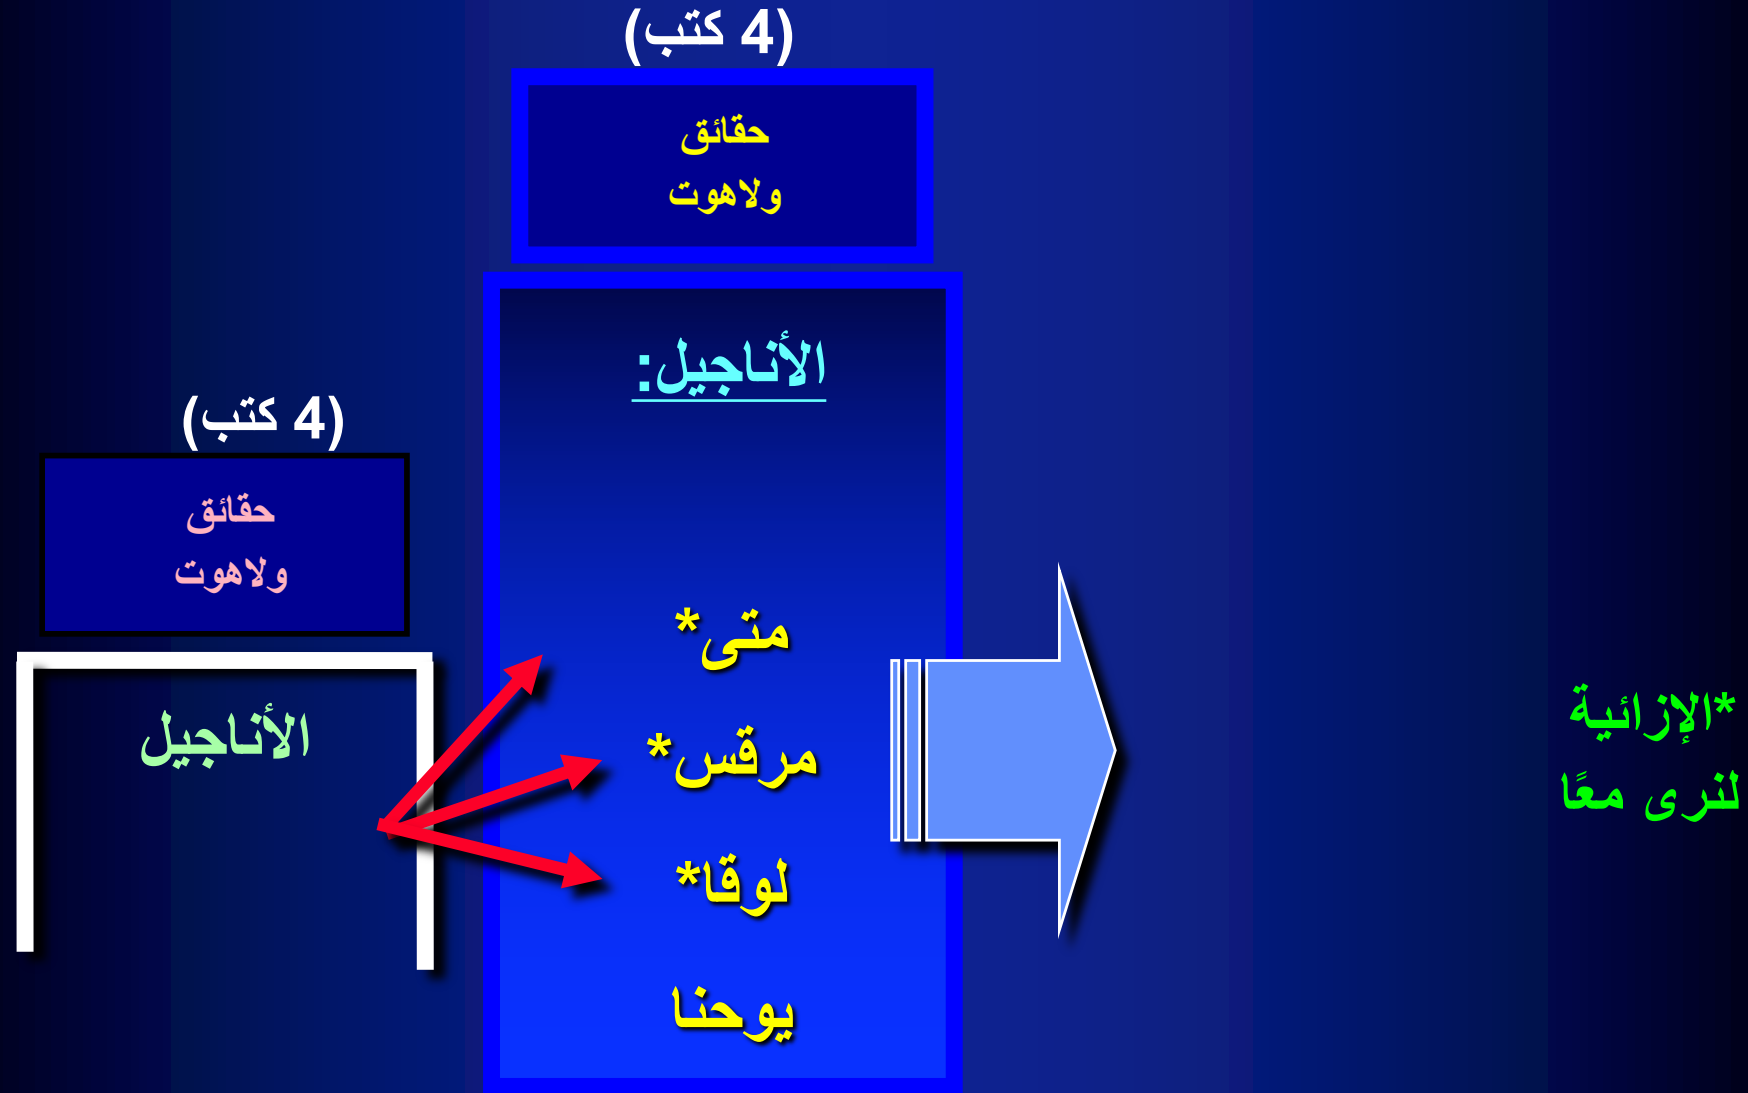 (4 كتب)
حقائق
ولاهوت
الأناجيل:
متى*
مرقس*
لوقا*
يوحنا
(4 كتب)
حقائق
ولاهوت
الأناجيل
*الإزائية
لنرى معًا